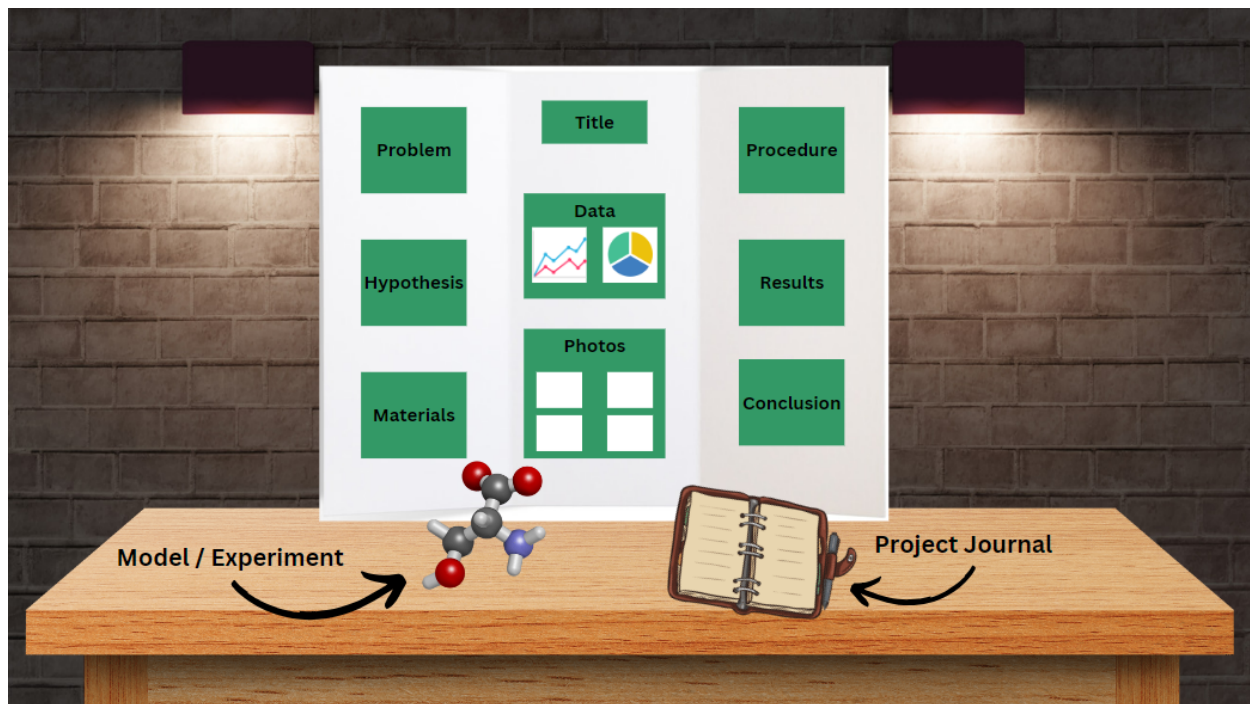 Problem
Hypothesis
Materials
Title
Data
Photos
Procedure
Results
Conclusion
Model / Experiment
Project Journal